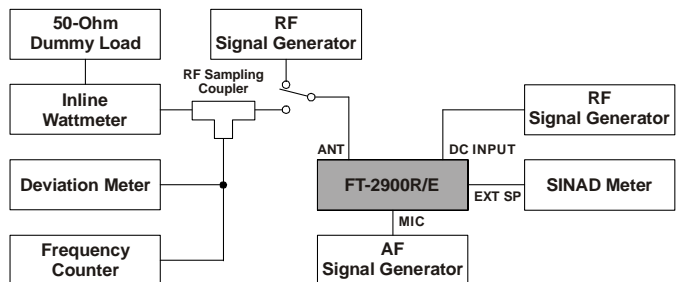 50-Ohm
Dummy Load
RF
Signal Generator
RF Sampling
Coupler
Inline
Wattmeter
RF
Signal Generator
ANT
DC INPUT
Deviation Meter
FT-2900R/E
EXT SP
SINAD Meter
MIC
Frequency
Counter
AF
Signal Generator